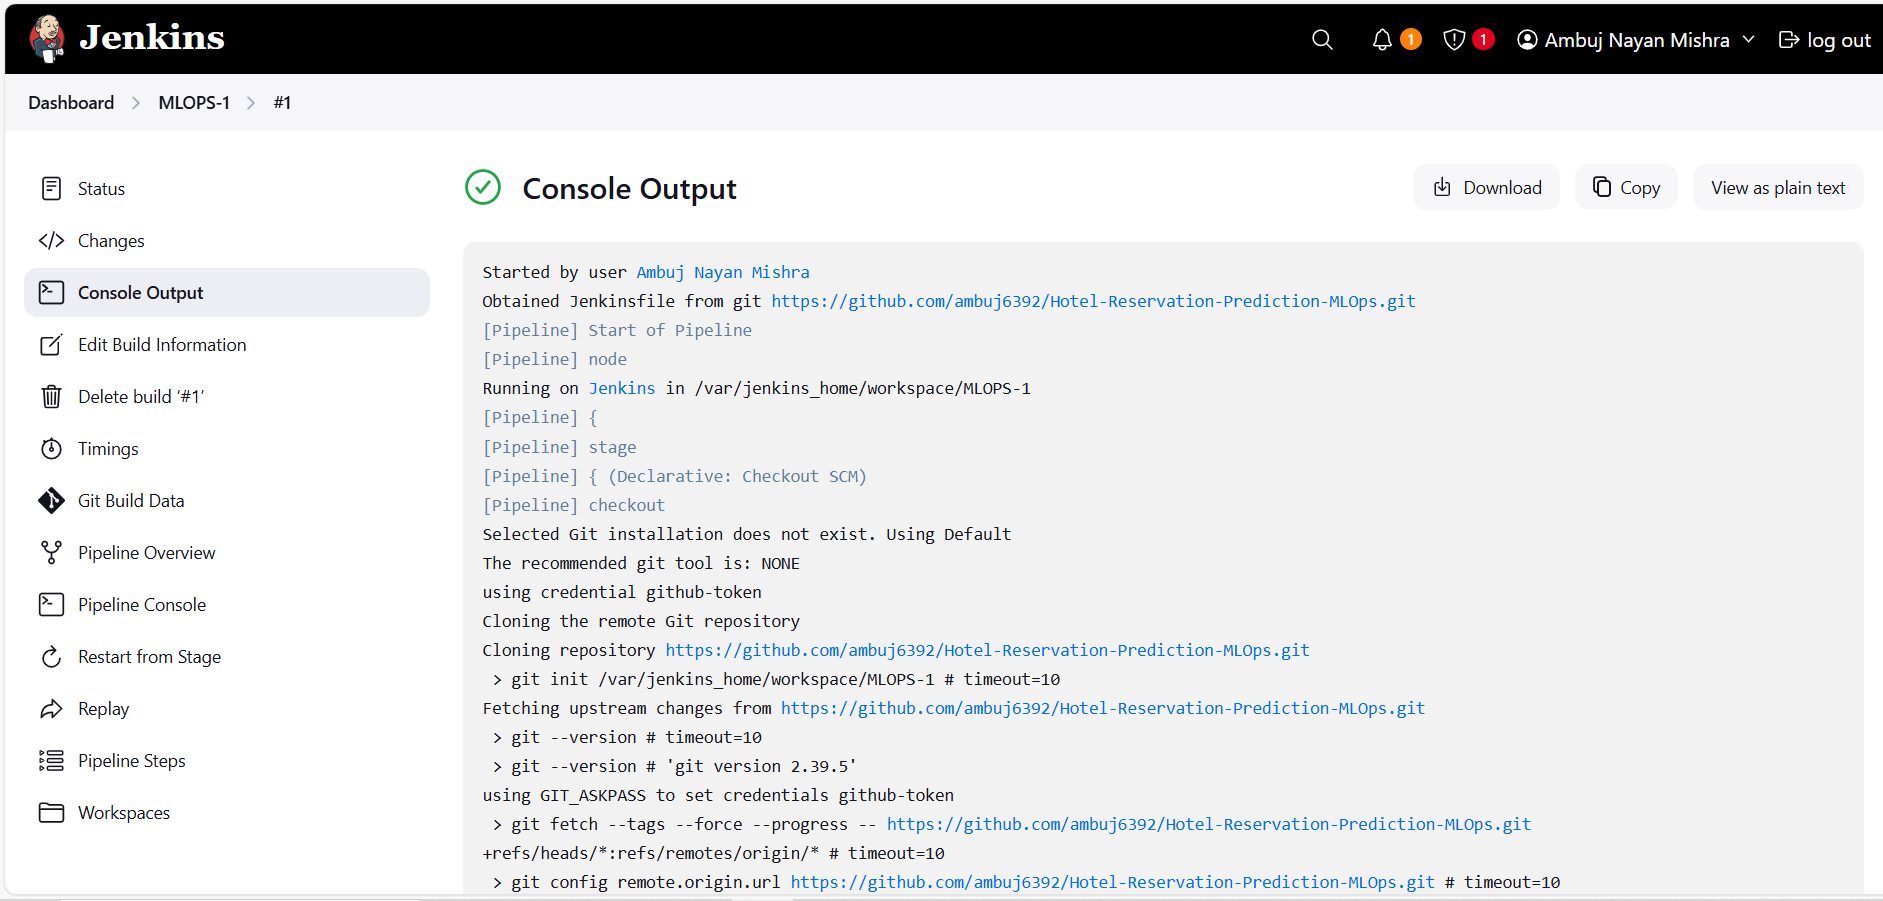 Jenkins
1
1
Ambuj Nayan Mishra
log out
Dashboard > MLOPS-1 > #1
Status
Changes
Console Output
Edit Build Information
Delete build ‘#1’
Timings
Git Build Data
Pipeline Overview
Pipeline Console
Restart from Stage
Replay
Pipeline Steps
Workspaces
Console Output
Download
Copy
View as plain text
Started by user Ambuj Nayan Mishra
Obtained Jenkinsfile from git https://github.com/ambuj6392/Hotel-Reservation-Prediction-MLOps.git
[Pipeline] Start of Pipeline
[Pipeline] node
Running on Jenkins in /var/jenkins_home/workspace/MLOPS-1
[Pipeline] {
[Pipeline] stage
[Pipeline] { (Declarative: Checkout SCM)
[Pipeline] checkout
Selected Git installation does not exist. Using Default
The recommended git tool is: NONE
using credential github-token
Cloning the remote Git repository
Cloning repository https://github.com/ambuj6392/Hotel-Reservation-Prediction-MLOps.git
> git init /var/jenkins_home/workspace/MLOPS-1 # timeout=10
Fetching upstream changes from https://github.com/ambuj6392/Hotel-Reservation-Prediction-MLOps.git
> git --version # timeout=10
> git --version # 'git version 2.39.5'
using GIT_ASKPASS to set credentials github-token
> git fetch --tags --force --progress -- https://github.com/ambuj6392/Hotel-Reservation-Prediction-MLOps.git
+refs/heads/*:refs/remotes/origin/* # timeout=10
> git config remote.origin.url https://github.com/ambuj6392/Hotel-Reservation-Prediction-MLOps.git # timeout=10